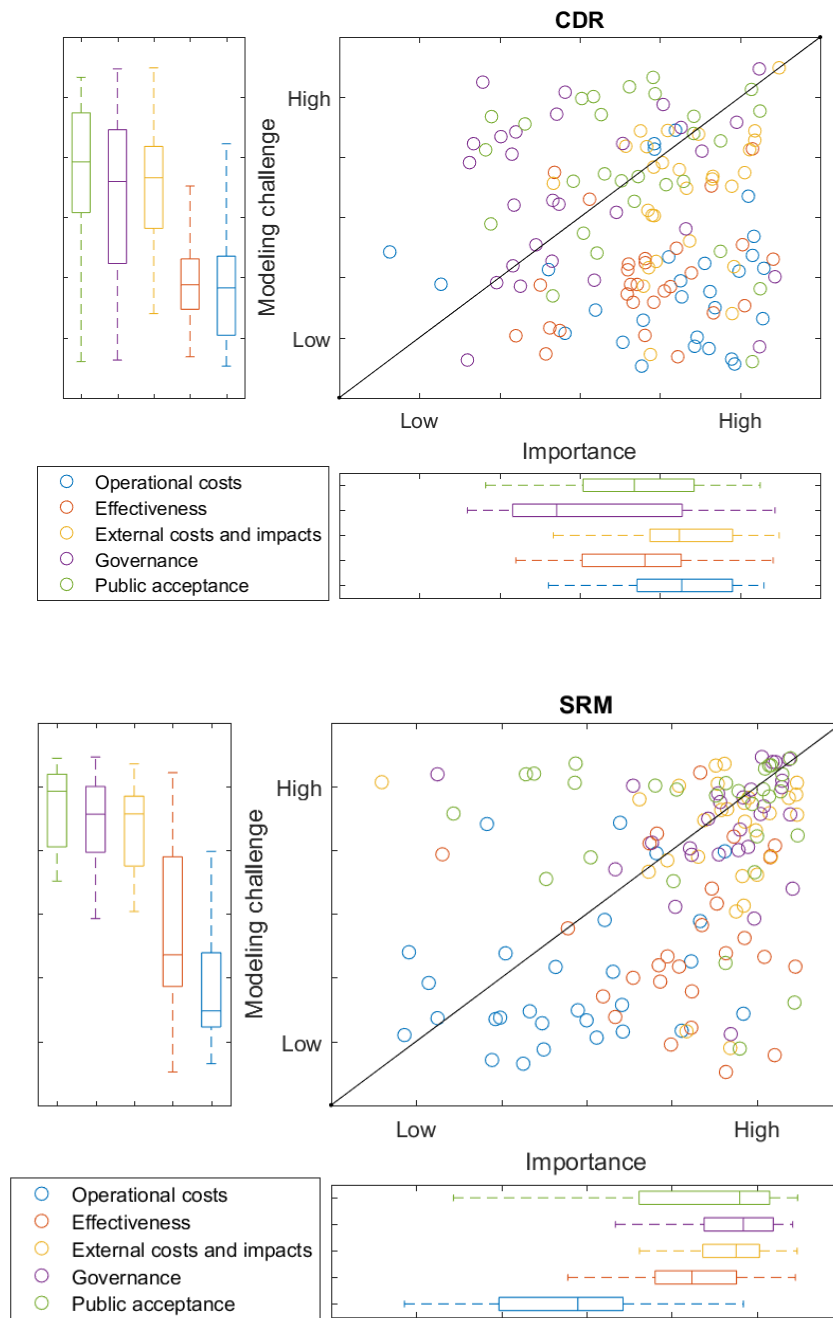 CDR
High
Modeling challenge
Low
Low
High
Importance
Operational costs
Effectiveness
External costs and impacts
Governance
Public acceptance
SRM
High
Modeling challenge
Low
Low
High
Importance
Operational costs
Effectiveness
External costs and impacts
Governance
Public acceptance